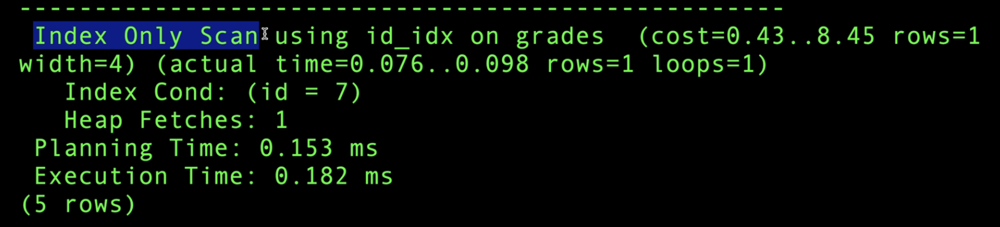 Index Only Scan using id_idx on grades  (cost=0.43..8.45 rows=1
width=4) (actual time=0.076..0.098 rows=1 loops=1)
Index Cond: (id = 7)
Heap Fetches: 1
Planning Time: 0.153 ms
Execution Time: 0.182 ms
(5 rows)